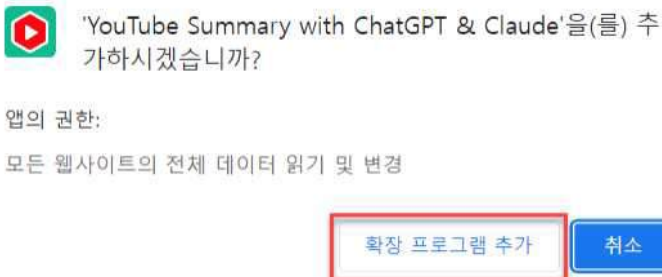 'YouTube Summary with ChatGPT & Claude'을(를) 추
가하시겠습니까?
앱의 권한:
모든 웹사이트의 전체 데이터 읽기 및 변경
확장 프로그램 추가
취소